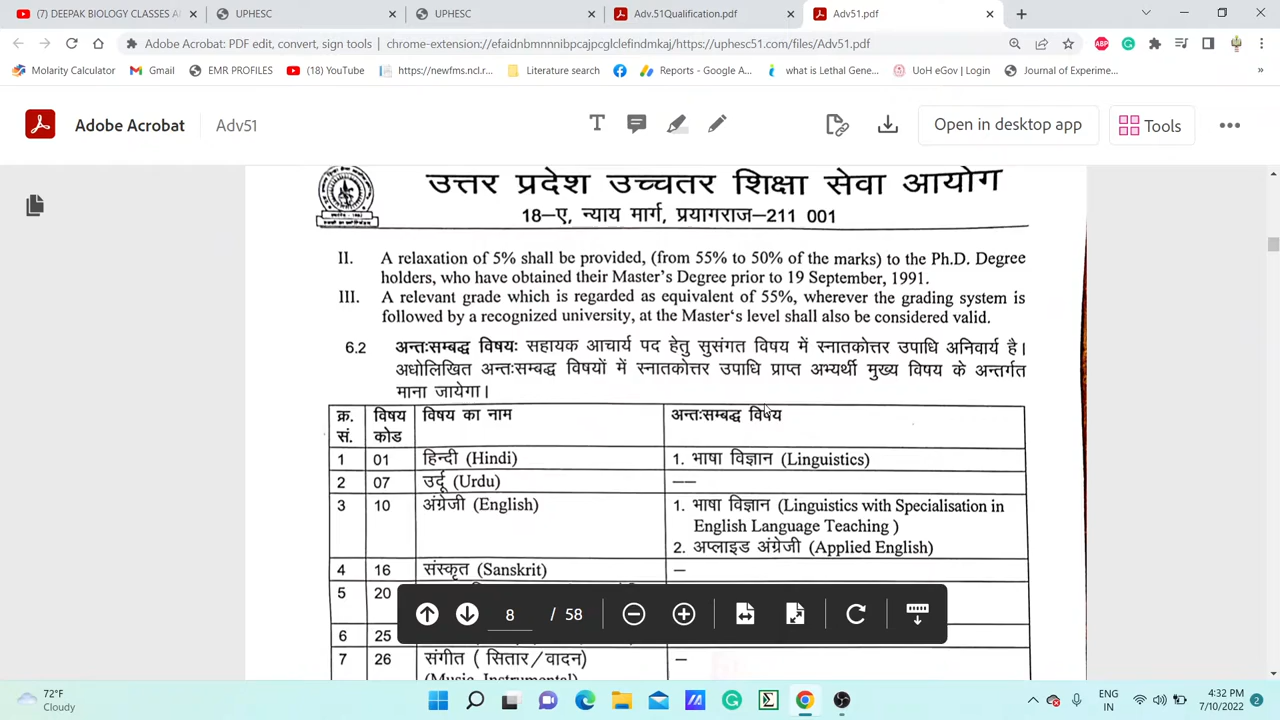 (7) DEEPAK BIOLOGY CLASSES A
UPHESC
UPHESC
Adv.51Qualification.pdf
Adv51.pdf
Adobe Acrobat: PDF edit, convert, sign tools | chrome-extension://efaidnbmnnnibpcajpcglclefindmkaj/https://uphesc51.com/files/Adv51.pdf
Molarity Calculator
Gmail
EMR PROFILES
(18) YouTube
https://newfms.ncl.r...
Literature search
Reports - Google A...
what is Lethal Gene...
UoH eGov | Login
Journal of Experime...
Adobe Acrobat
Adv51
Open in desktop app
Tools
उत्तर प्रदेश उच्चतर शिक्षा सेवा आयोग
18–ए, न्याय मार्ग, प्रयागराज–211 001
II. A relaxation of 5% shall be provided, (from 55% to 50% of the marks) to the Ph.D. Degree
holders, who have obtained their Master's Degree prior to 19 September, 1991.
III. A relevant grade which is regarded as equivalent of 55%, wherever the grading system is
followed by a recognized university, at the Master's level shall also be considered valid.
6.2 अन्तःसम्बद्ध विषयः सहायक आचार्य पद हेतु सुसंगत विषय में स्नातकोत्तर उपाधि अनिवार्य है।
अधोलिखित अन्तःसम्बद्ध विषयों में स्नातकोत्तर उपाधि प्राप्त अभ्यर्थी मुख्य विषय के अन्तर्गत
माना जायेगा।
क्र. विषय विषय का नाम अन्तःसम्बद्ध विषय
सं. कोड
1 01 हिन्दी (Hindi) 1. भाषा विज्ञान (Linguistics)
2 07 उर्दू (Urdu) ——
3 10 अंग्रेजी (English) 1. भाषा विज्ञान (Linguistics with Specialisation in
English Language Teaching )
2. अप्लाइड अंग्रेजी (Applied English)
4 16 संस्कृत (Sanskrit) –
5 20
6 25
7 26 संगीत ( सितार/वादन) –
(Music Instrumental)
8 / 58
72°F
Cloudy
ENG
IN
4:32 PM
7/10/2022
2